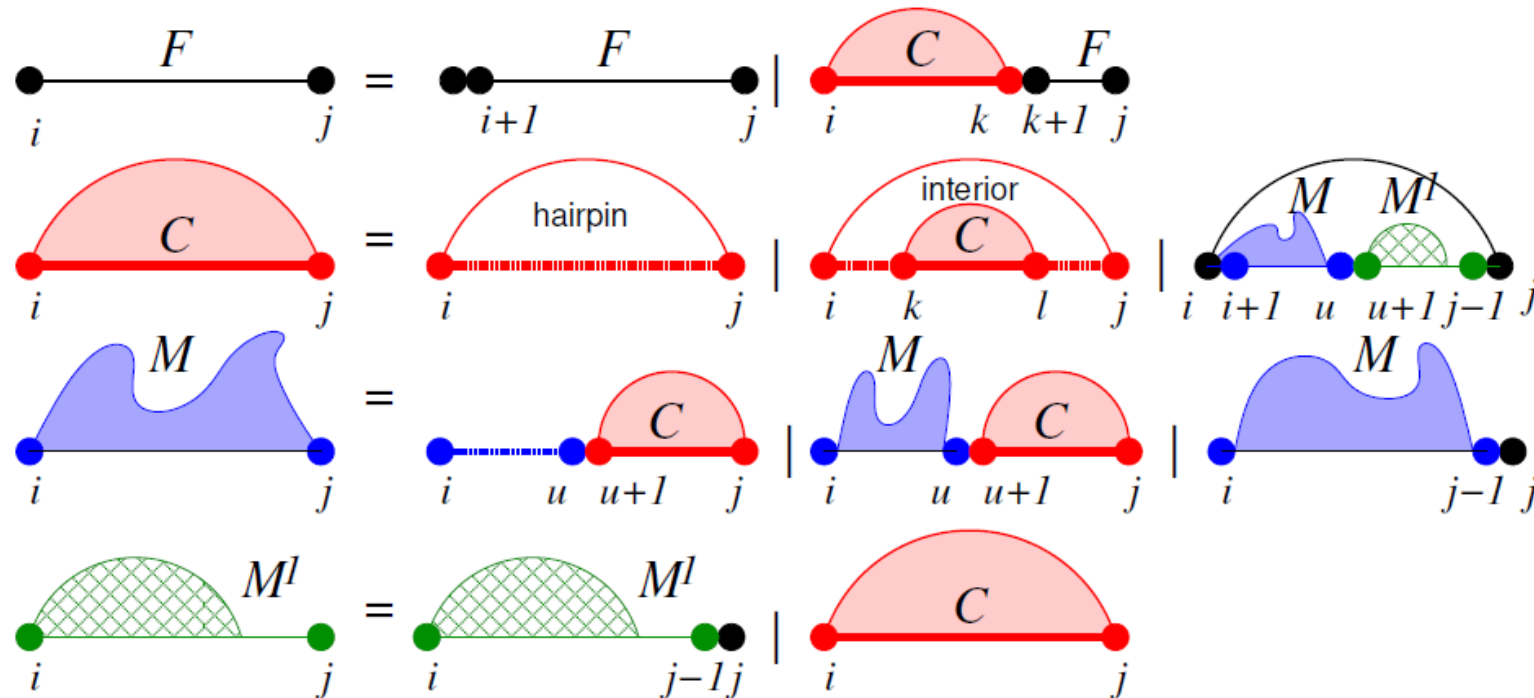 F = F | C F
i j i+1 j i k k+1 j
C = hairpin | interior C | M M¹
i j i j i k l j i i+1 u u+1 j-1 j
M = C | M C | M
i j i u u+1 j i u u+1 j i j-1 j
M¹ = M¹ | C
i j i j-1 j i j